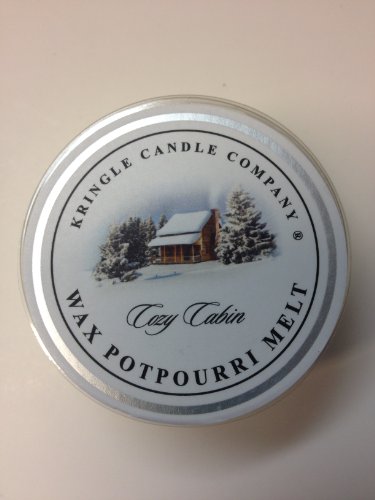 KRINGLE CANDLE COMPANY ®
Cozy Cabin
WAX POTPOURRI MELT